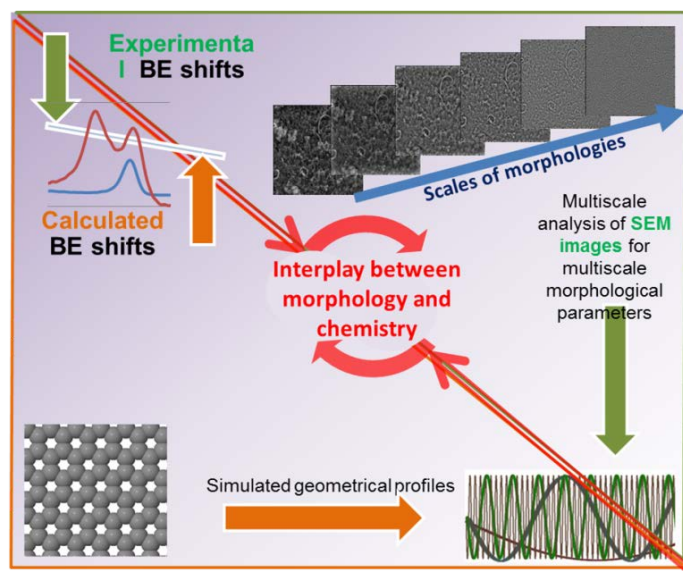 Experimenta
l BE shifts
Calculated
BE shifts
Scales of morphologies
Multiscale
analysis of SEM
images for
multiscale
morphological
parameters
Interplay between
morphology and
chemistry
Simulated geometrical profiles